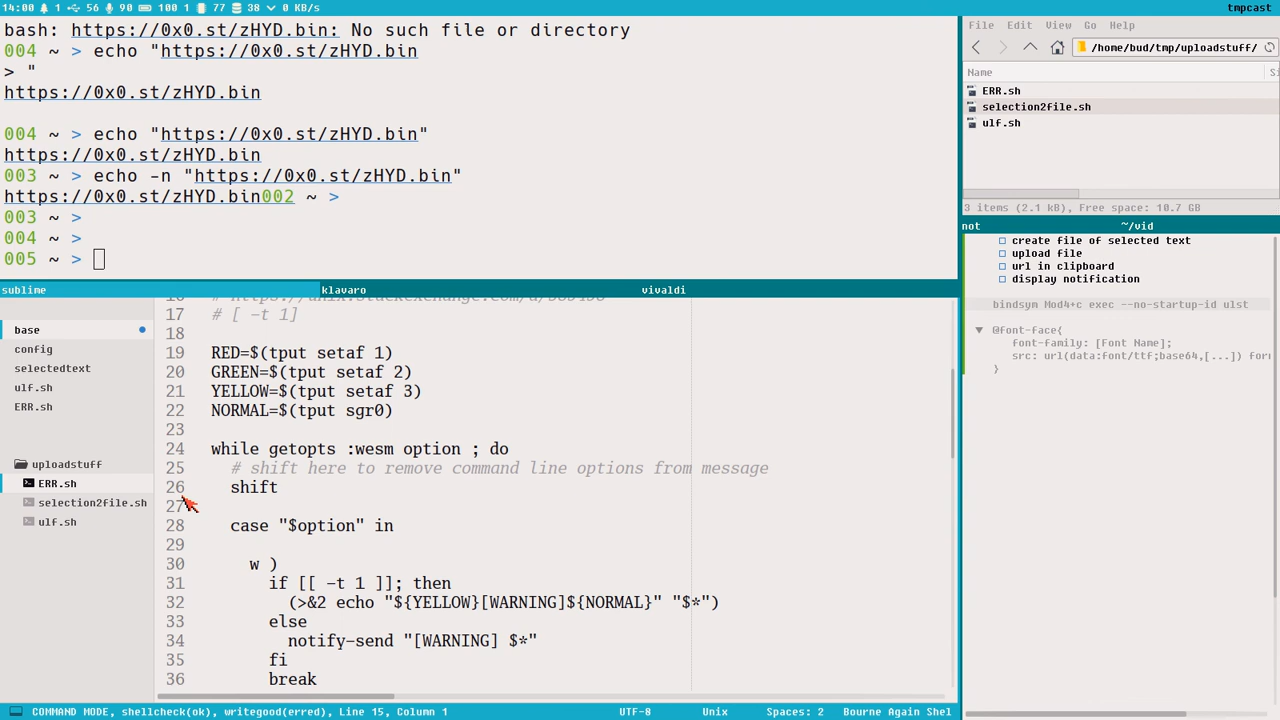 14:00 1 56 90 100 1 77 38 0 KB/s
tmpcast
bash: https://0x0.st/zHYD.bin: No such file or directory
004 ~ > echo "https://0x0.st/zHYD.bin
> "
https://0x0.st/zHYD.bin
004 ~ > echo "https://0x0.st/zHYD.bin"
https://0x0.st/zHYD.bin
003 ~ > echo -n "https://0x0.st/zHYD.bin"
https://0x0.st/zHYD.bin002 ~ >
003 ~ >
004 ~ >
005 ~ >
File Edit View Go Help
/home/bud/tmp/uploadstuff/
Name Si
ERR.sh
selection2file.sh
ulf.sh
3 items (2.1 kB), Free space: 10.7 GB
not ~/vid
create file of selected text
upload file
url in clipboard
display notification
bindsym Mod4+c exec --no-startup-id ulst
@font-face{
font-family: [Font Name];
src: url(data:font/ttf;base64,[...]) for
}
sublime klavaro vivaldi
base
config
selectedtext
ulf.sh
ERR.sh
uploadstuff
ERR.sh
selection2file.sh
ulf.sh
17 # [ -t 1]
18
19 RED=$(tput setaf 1)
20 GREEN=$(tput setaf 2)
21 YELLOW=$(tput setaf 3)
22 NORMAL=$(tput sgr0)
23
24 while getopts :wesm option ; do
25 # shift here to remove command line options from message
26 shift
27
28 case "$option" in
29
30 w )
31 if [[ -t 1 ]]; then
32 (>&2 echo "${YELLOW}[WARNING]${NORMAL}" "$*")
33 else
34 notify-send "[WARNING] $*"
35 fi
36 break
COMMAND MODE, shellcheck(ok), writegood(erred), Line 15, Column 1
UTF-8 Unix Spaces: 2 Bourne Again Shel